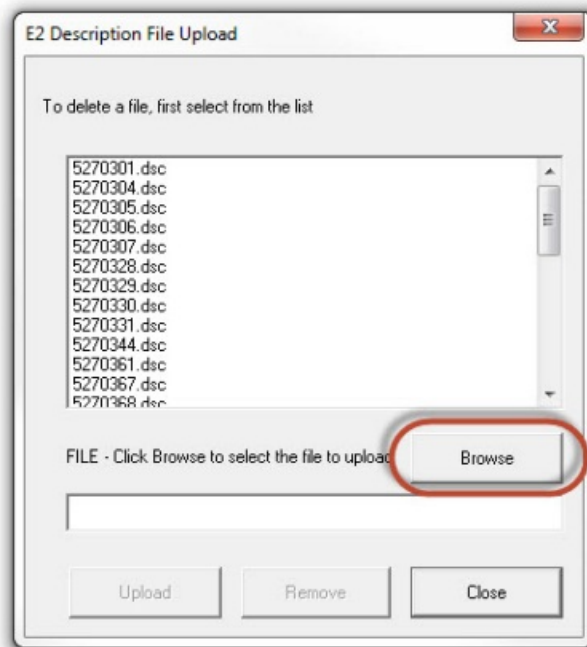 E2 Description File Upload
To delete a file, first select from the list
5270301.dsc
5270304.dsc
5270305.dsc
5270306.dsc
5270307.dsc
5270328.dsc
5270329.dsc
5270330.dsc
5270331.dsc
5270344.dsc
5270361.dsc
5270367.dsc
5270368.dsc
FILE - Click Browse to select the file to upload
Browse
Upload
Remove
Close